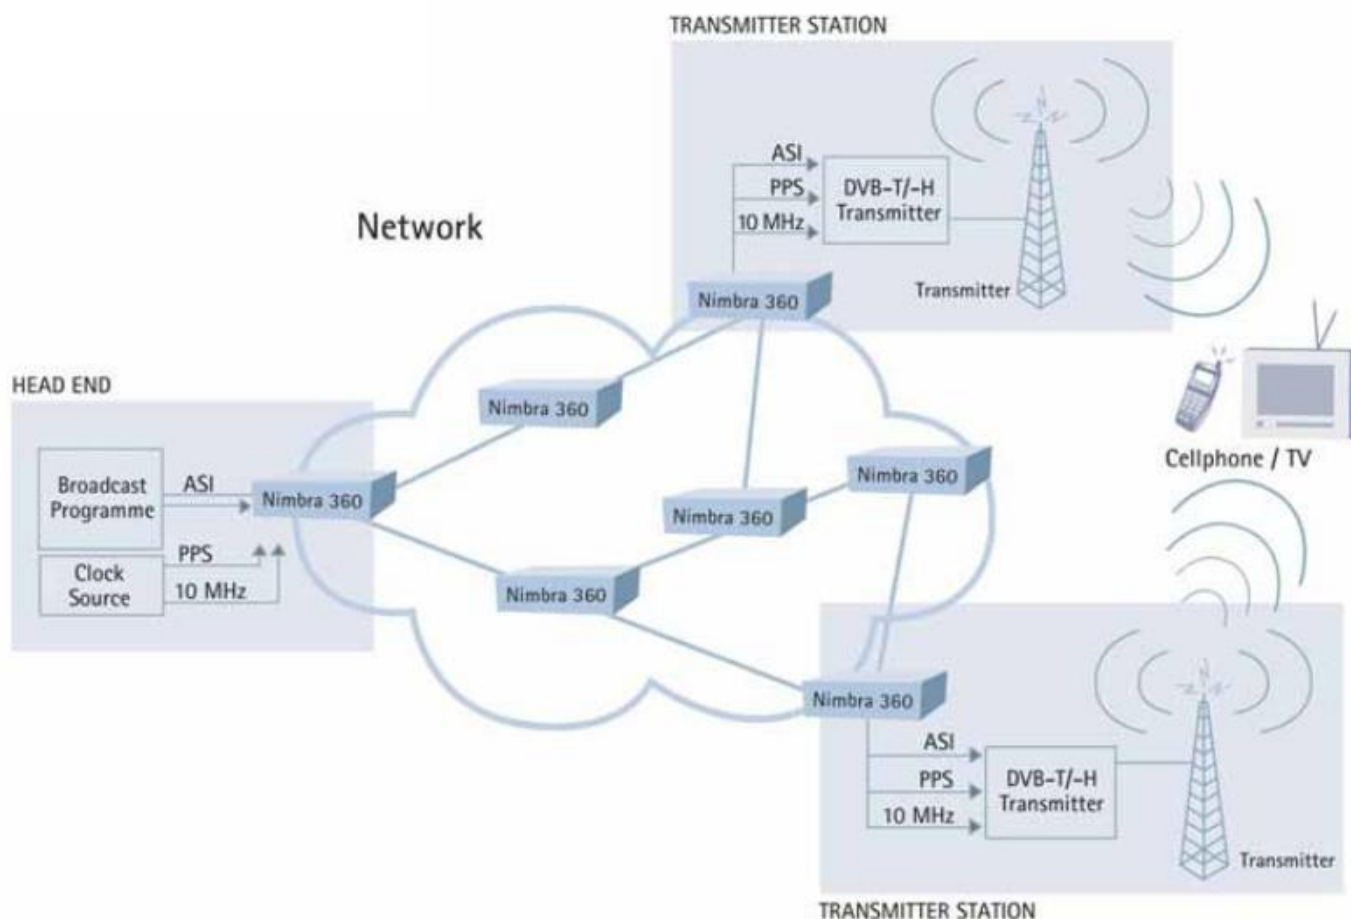 TRANSMITTER STATION
ASI
PPS
10 MHz
DVB-T/-H
Transmitter
Transmitter
Network
Nimbra 360
HEAD END
Nimbra 360
Broadcast
Programme
ASI
Nimbra 360
Nimbra 360
Cellphone / TV
Nimbra 360
PPS
Clock
Source
10 MHz
Nimbra 360
Nimbra 360
ASI
PPS
10 MHz
DVB-T/-H
Transmitter
Transmitter
TRANSMITTER STATION